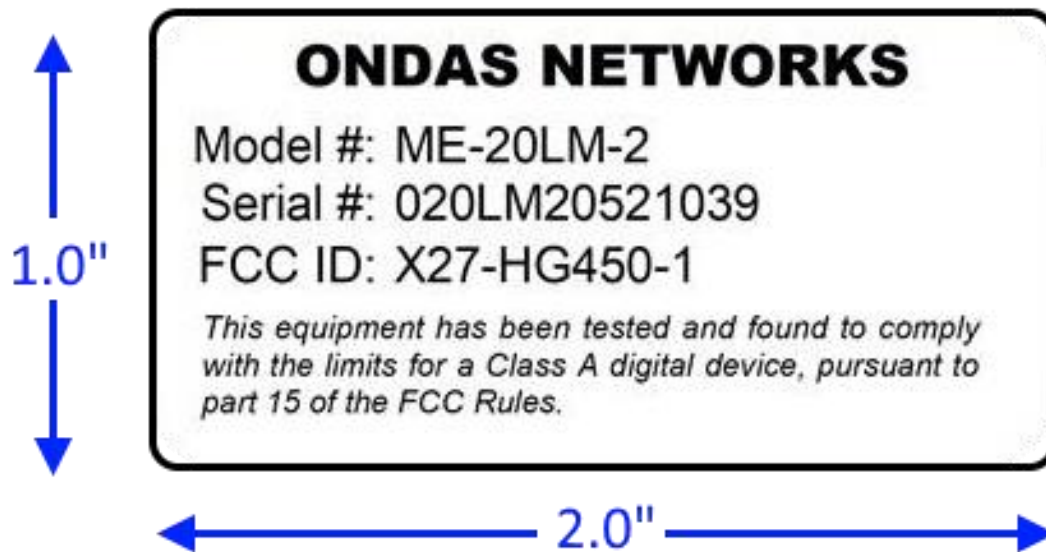 ONDAS NETWORKS
Model #: ME-20LM-2
Serial #: 020LM20521039
1.0"
FCC ID: X27-HG450-1
This equipment has been tested and found to comply
with the limits for a Class A digital device, pursuant to
part 15 of the FCC Rules.
2.0"